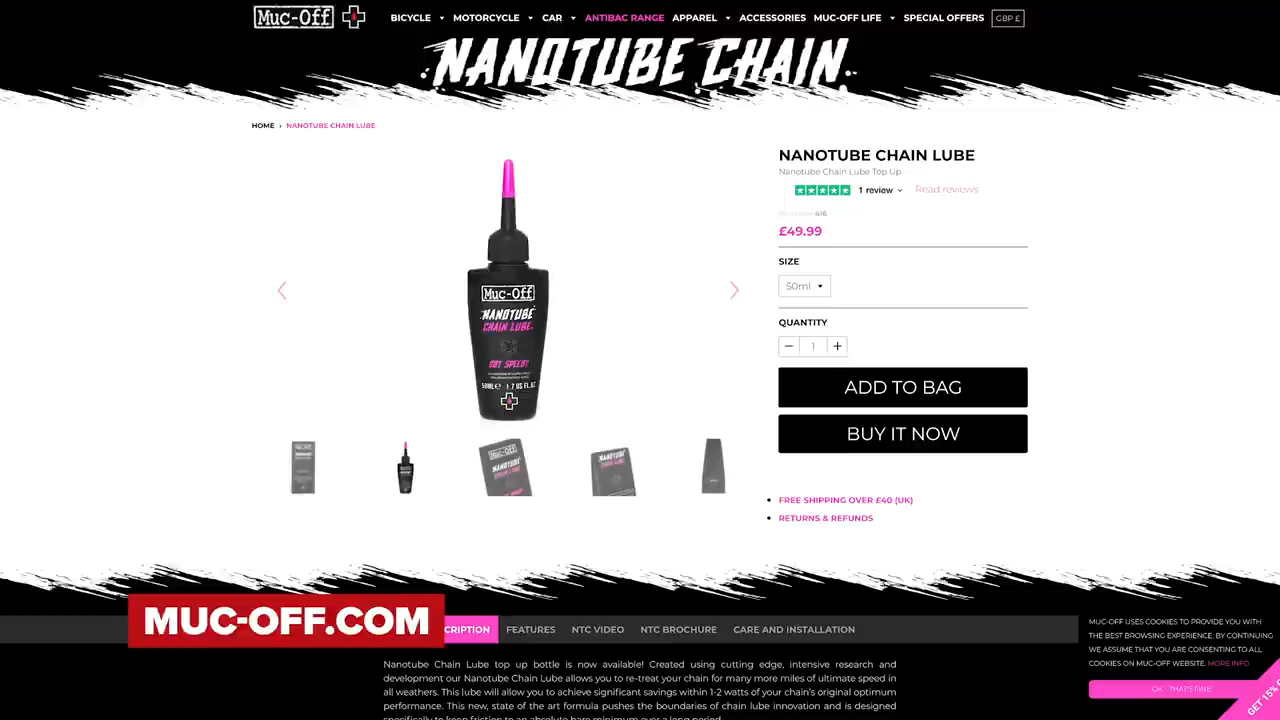 Muc-Off
BICYCLE MOTORCYCLE CAR ANTIBAC RANGE APPAREL ACCESSORIES MUC-OFF LIFE SPECIAL OFFERS GBP £
NANOTUBE CHAIN
HOME › NANOTUBE CHAIN LUBE
NANOTUBE CHAIN LUBE
Nanotube Chain Lube Top Up
1 review Read reviews
416
£49.99
SIZE
50ml
QUANTITY
− 1 +
ADD TO BAG
BUY IT NOW
FREE SHIPPING OVER £40 (UK)
RETURNS & REFUNDS
Muc-Off
NANOTUBE
CHAIN LUBE
GOT SPEED?
50ML℮ 1.7 US FL.OZ
Muc-Off
NANOTUBE
MUC-OFF.COM
CRIPTION FEATURES NTC VIDEO NTC BROCHURE CARE AND INSTALLATION
Nanotube Chain Lube top up bottle is now available! Created using cutting edge, intensive research and
development our Nanotube Chain Lube allows you to re-treat your chain for many more miles of ultimate speed in
all weathers. This lube will allow you to achieve significant savings within 1-2 watts of your chain's original optimum
performance. This new, state of the art formula pushes the boundaries of chain lube innovation and is designed
specifically to keep friction to an absolute bare minimum over a long period
MUC-OFF USES COOKIES TO PROVIDE YOU WITH
THE BEST BROWSING EXPERIENCE. BY CONTINUING
WE ASSUME THAT YOU ARE CONSENTING TO ALL
COOKIES ON MUC-OFF WEBSITE. MORE INFO
OK, THAT'S FINE!
GET 15%